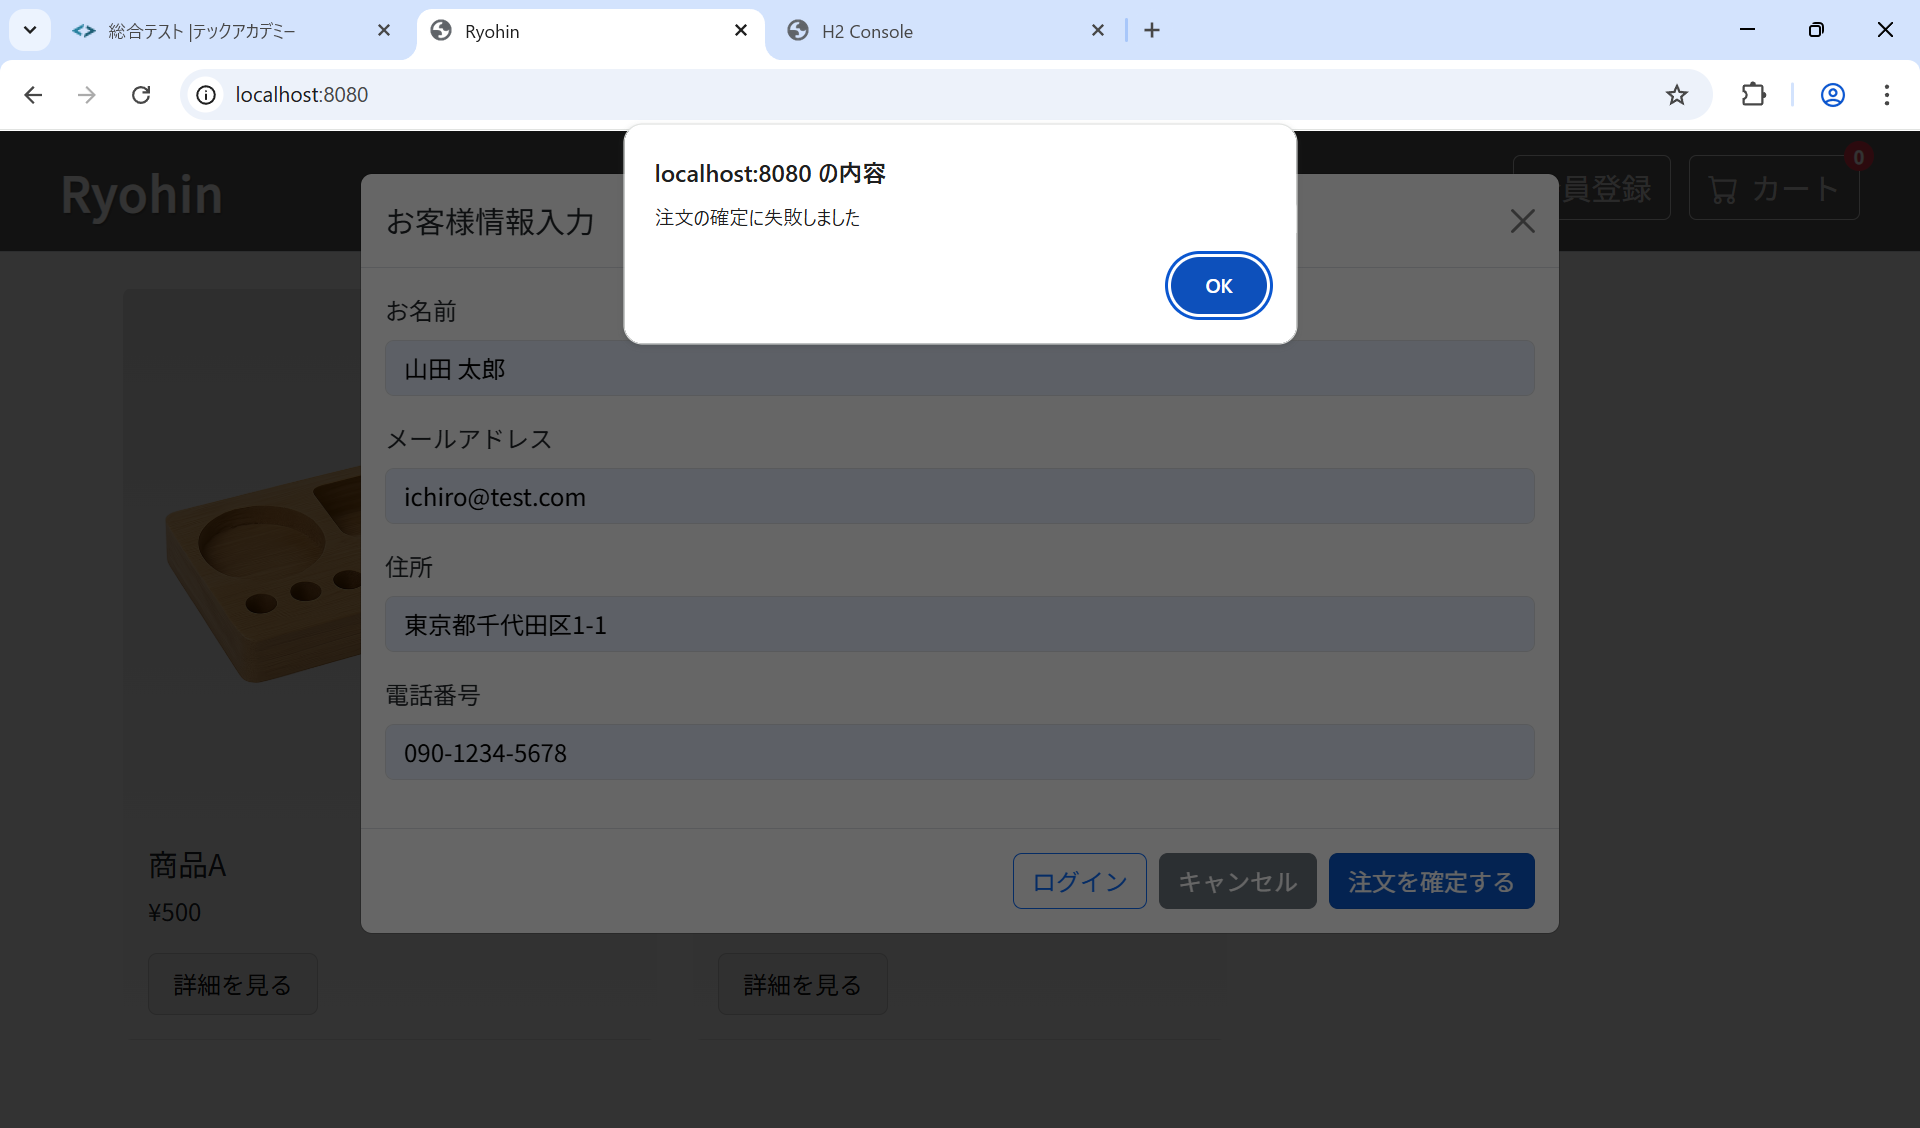 総合テスト |テックアカデミー
Ryohin
H2 Console
localhost:8080
Ryohin
員登録
カート
0
localhost:8080 の内容
注文の確定に失敗しました
OK
お客様情報入力
お名前
山田 太郎
メールアドレス
ichiro@test.com
住所
東京都千代田区1-1
電話番号
090-1234-5678
ログイン
キャンセル
注文を確定する
商品A
¥500
詳細を見る
詳細を見る